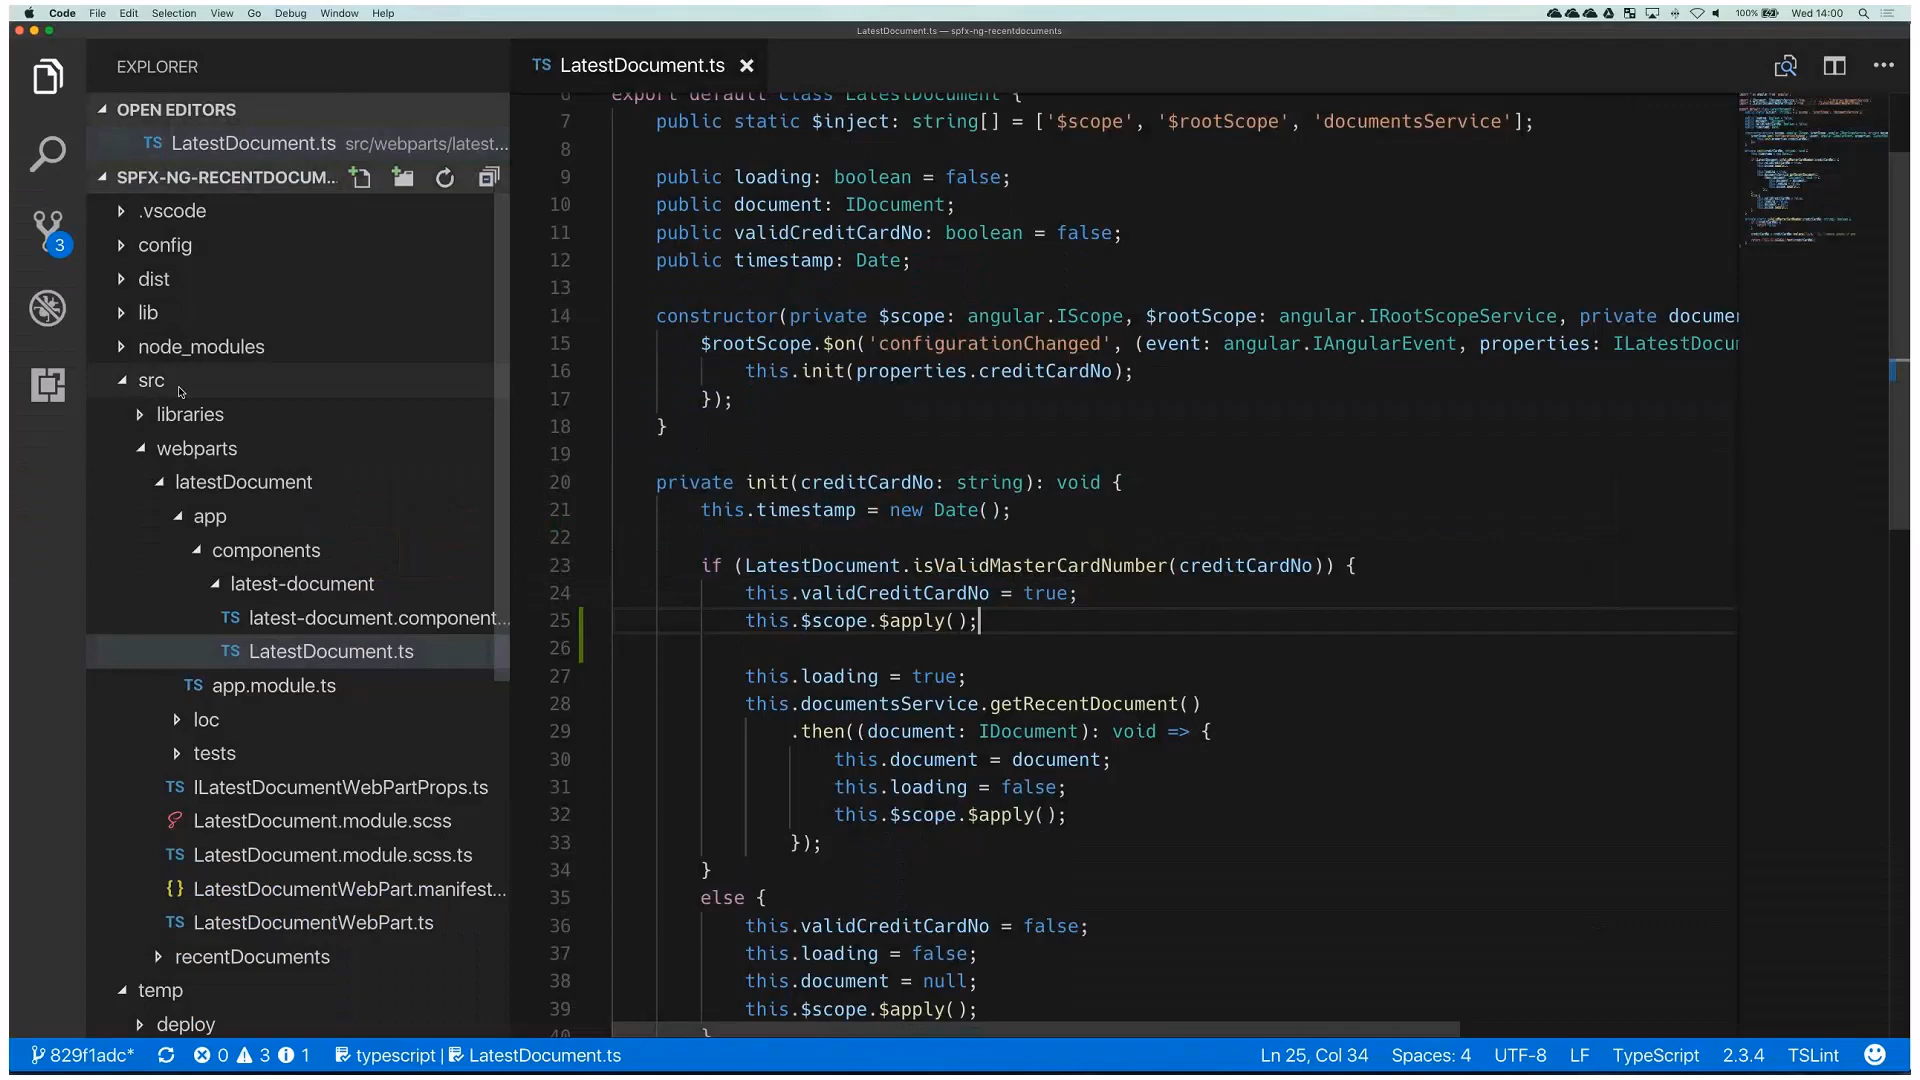 Code File Edit Selection View Go Debug Window Help 100% Wed 14:00
LatestDocument.ts — spfx-ng-recentdocuments
EXPLORER
TS LatestDocument.ts
OPEN EDITORS
TS LatestDocument.ts src/webparts/latest...
SPFX-NG-RECENTDOCUM...
.vscode
config
dist
lib
node_modules
src
libraries
webparts
latestDocument
app
components
latest-document
TS latest-document.component...
TS LatestDocument.ts
TS app.module.ts
loc
tests
TS ILatestDocumentWebPartProps.ts
LatestDocument.module.scss
TS LatestDocument.module.scss.ts
{} LatestDocumentWebPart.manifest...
TS LatestDocumentWebPart.ts
recentDocuments
temp
deploy
3
6 export default class LatestDocument {
7 public static $inject: string[] = ['$scope', '$rootScope', 'documentsService'];
8
9 public loading: boolean = false;
10 public document: IDocument;
11 public validCreditCardNo: boolean = false;
12 public timestamp: Date;
13
14 constructor(private $scope: angular.IScope, $rootScope: angular.IRootScopeService, private documen
15 $rootScope.$on('configurationChanged', (event: angular.IAngularEvent, properties: ILatestDocum
16 this.init(properties.creditCardNo);
17 });
18 }
19
20 private init(creditCardNo: string): void {
21 this.timestamp = new Date();
22
23 if (LatestDocument.isValidMasterCardNumber(creditCardNo)) {
24 this.validCreditCardNo = true;
25 this.$scope.$apply();
26
27 this.loading = true;
28 this.documentsService.getRecentDocument()
29 .then((document: IDocument): void => {
30 this.document = document;
31 this.loading = false;
32 this.$scope.$apply();
33 });
34 }
35 else {
36 this.validCreditCardNo = false;
37 this.loading = false;
38 this.document = null;
39 this.$scope.$apply();
40 }
829f1adc* 0 3 1 typescript | LatestDocument.ts Ln 25, Col 34 Spaces: 4 UTF-8 LF TypeScript 2.3.4 TSLint